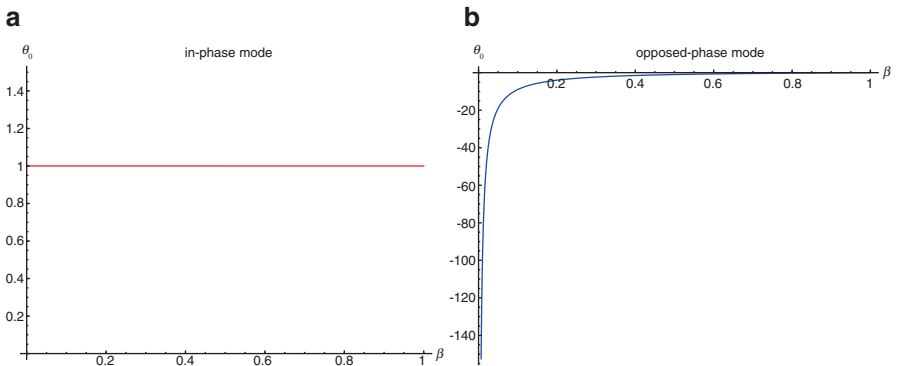 a
θ₀
in-phase mode
1.4
1.2
1
0.8
0.6
0.4
0.2
0.2 0.4 0.6 0.8 1 β
b
θ₀
opposed-phase mode
0.2 0.4 0.6 0.8 1 β
-20
-40
-60
-80
-100
-120
-140